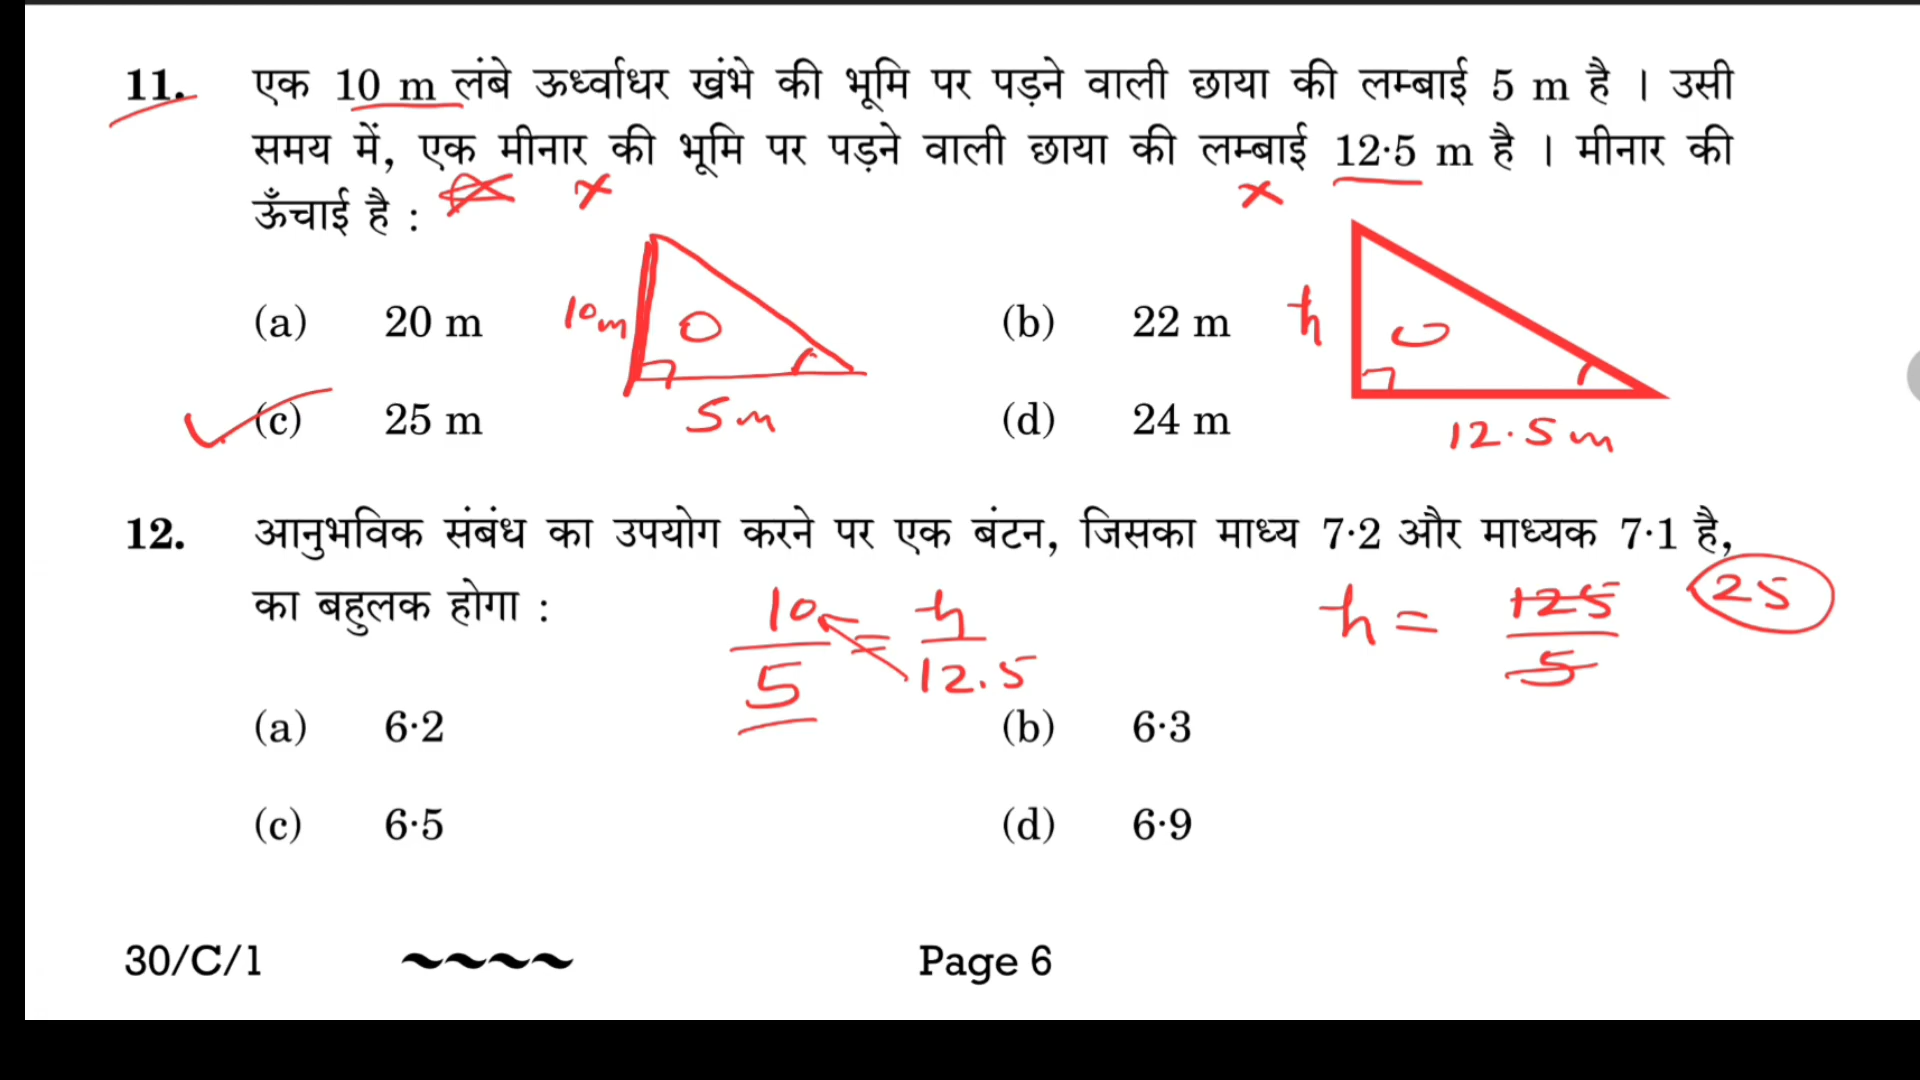 11. एक 10 m लंबे ऊर्ध्वाधर खंभे की भूमि पर पड़ने वाली छाया की लम्बाई 5 m है । उसी
समय में, एक मीनार की भूमि पर पड़ने वाली छाया की लम्बाई 12·5 m है । मीनार की
ऊँचाई है :
(a) 20 m (b) 22 m
10m h
(c) 25 m (d) 24 m
5m 12.5m
12. आनुभविक संबंध का उपयोग करने पर एक बंटन, जिसका माध्य 7·2 और माध्यक 7·1 है,
का बहुलक होगा :
10/5 = h/12.5 h = 125/5 25
(a) 6·2 (b) 6·3
(c) 6·5 (d) 6·9
30/C/1 ~~~~ Page 6